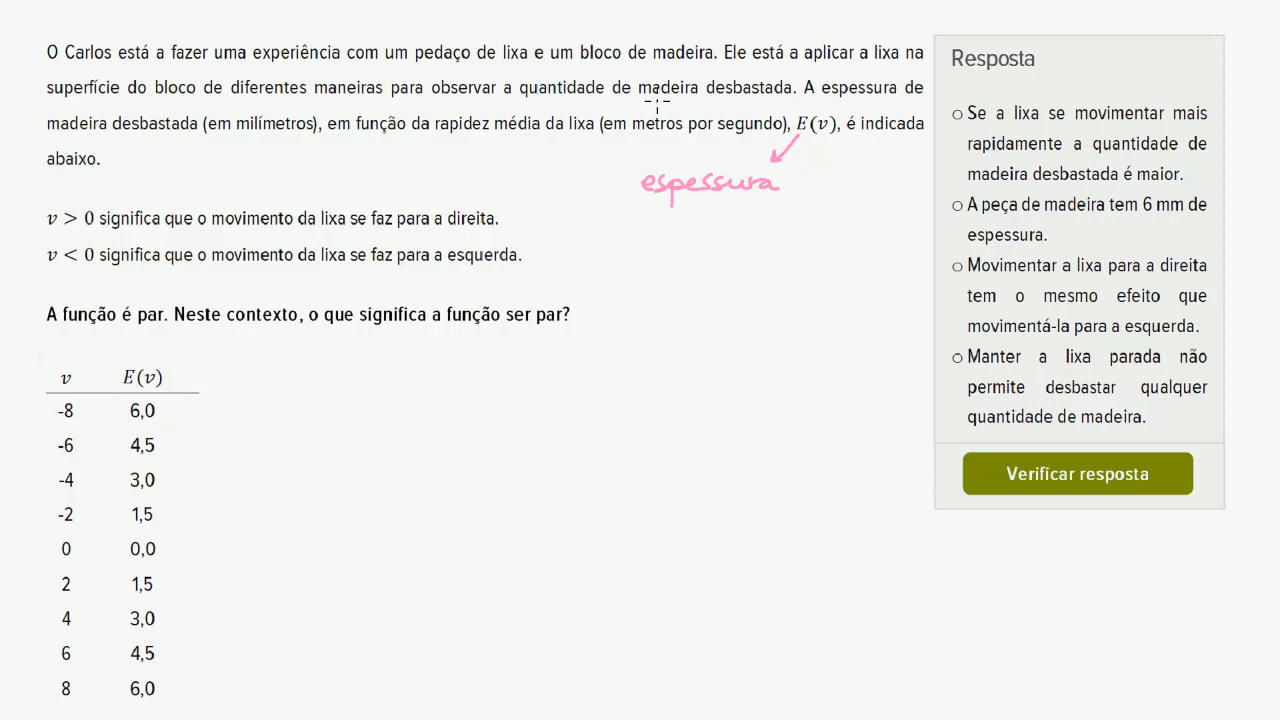 O Carlos está a fazer uma experiência com um pedaço de lixa e um bloco de madeira. Ele está a aplicar a lixa na
superfície do bloco de diferentes maneiras para observar a quantidade de madeira desbastada. A espessura de
madeira desbastada (em milímetros), em função da rapidez média da lixa (em metros por segundo), E(v), é indicada
abaixo.
espessura
v > 0 significa que o movimento da lixa se faz para a direita.
v < 0 significa que o movimento da lixa se faz para a esquerda.
A função é par. Neste contexto, o que significa a função ser par?
v E(v)
-8 6,0
-6 4,5
-4 3,0
-2 1,5
0 0,0
2 1,5
4 3,0
6 4,5
8 6,0
Resposta
Se a lixa se movimentar mais
rapidamente a quantidade de
madeira desbastada é maior.
A peça de madeira tem 6 mm de
espessura.
Movimentar a lixa para a direita
tem o mesmo efeito que
movimentá-la para a esquerda.
Manter a lixa parada não
permite desbastar qualquer
quantidade de madeira.
Verificar resposta